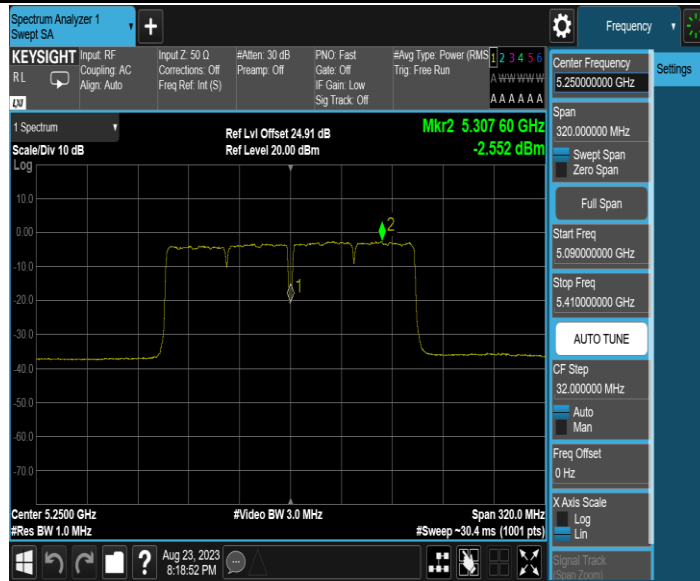 Spectrum Analyzer 1
Swept SA
+
Frequency
KEYSIGHT
RL
LXI
Input: RF
Coupling: AC
Align: Auto
Input Z: 50 Ω
Corrections: Off
Freq Ref: Int (S)
#Atten: 30 dB
Preamp: Off
PNO: Fast
Gate: Off
IF Gain: Low
Sig Track: Off
#Avg Type: Power (RMS
Trig: Free Run
1 2 3 4 5 6
A W W W W W
A A A A A A
1 Spectrum
Scale/Div 10 dB
Log
Ref Lvl Offset 24.91 dB
Ref Level 20.00 dBm
Mkr2 5.307 60 GHz
-2.552 dBm
10.0
0.00
-10.0
-20.0
-30.0
-40.0
-50.0
-60.0
-70.0
2
1
Center 5.2500 GHz
#Res BW 1.0 MHz
#Video BW 3.0 MHz
Span 320.0 MHz
#Sweep ~30.4 ms (1001 pts)
Center Frequency
5.250000000 GHz
Span
320.000000 MHz
Swept Span
Zero Span
Full Span
Start Freq
5.090000000 GHz
Stop Freq
5.410000000 GHz
AUTO TUNE
CF Step
32.000000 MHz
Auto
Man
Freq Offset
0 Hz
X Axis Scale
Log
Lin
Signal Track
(Span Zoom)
Settings
?
Aug 23, 2023
8:18:52 PM